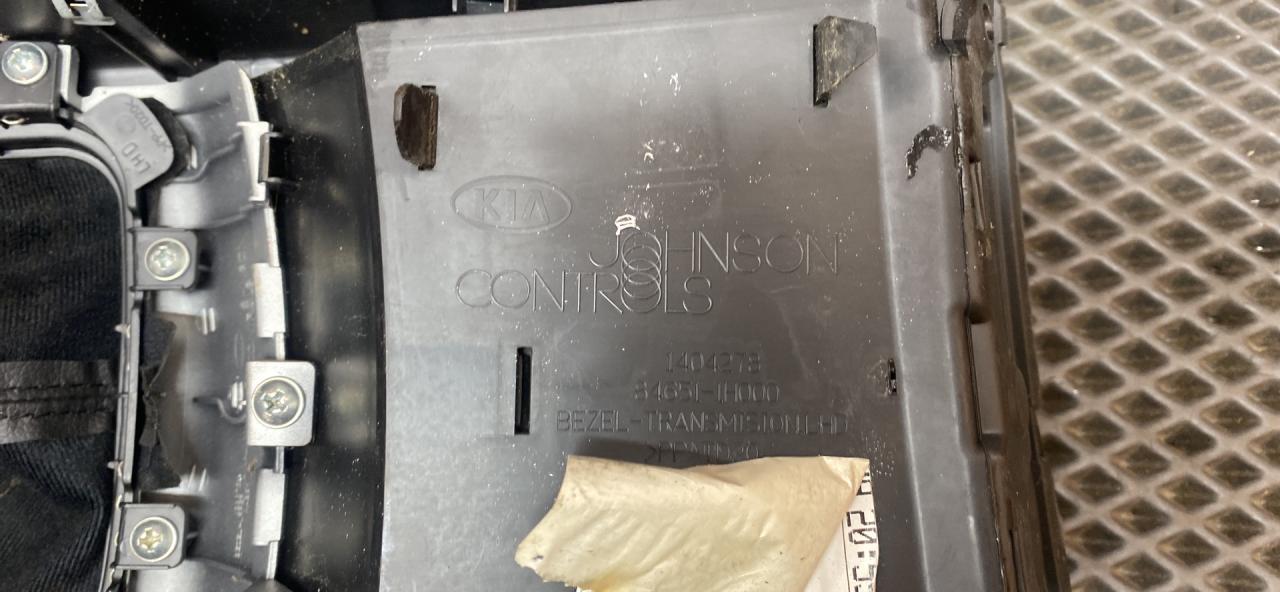 LHD
KIA
JOHNSON
CONTROLS
1404278
84651-1H000
BEZEL-TRANSMISION,LHD